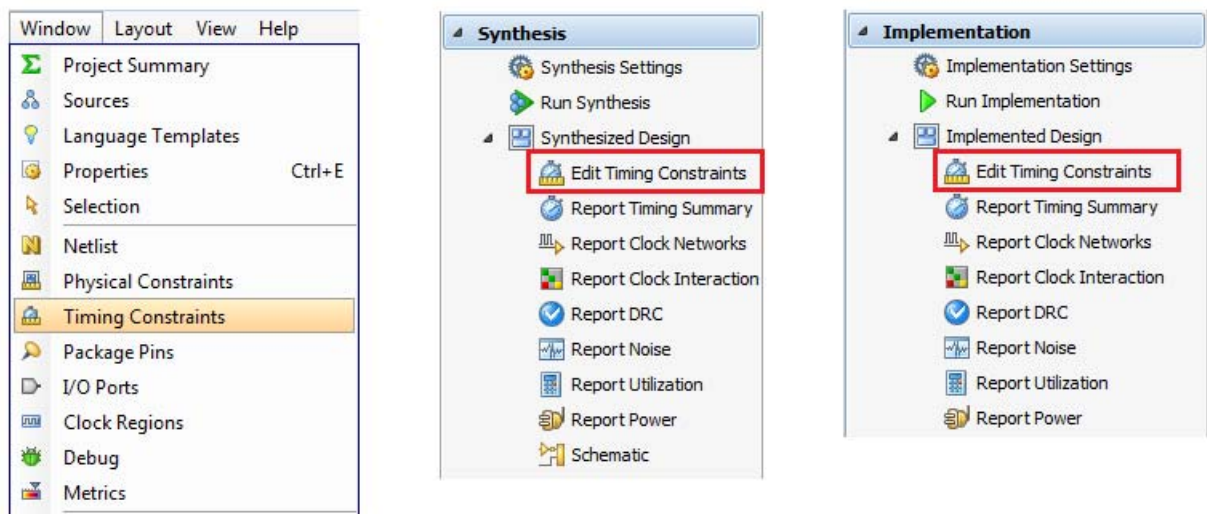 Window Layout View Help
Project Summary
Sources
Language Templates
Properties Ctrl+E
Selection
Netlist
Physical Constraints
Timing Constraints
Package Pins
I/O Ports
Clock Regions
Debug
Metrics
Synthesis
Synthesis Settings
Run Synthesis
Synthesized Design
Edit Timing Constraints
Report Timing Summary
Report Clock Networks
Report Clock Interaction
Report DRC
Report Noise
Report Utilization
Report Power
Schematic
Implementation
Implementation Settings
Run Implementation
Implemented Design
Edit Timing Constraints
Report Timing Summary
Report Clock Networks
Report Clock Interaction
Report DRC
Report Noise
Report Utilization
Report Power